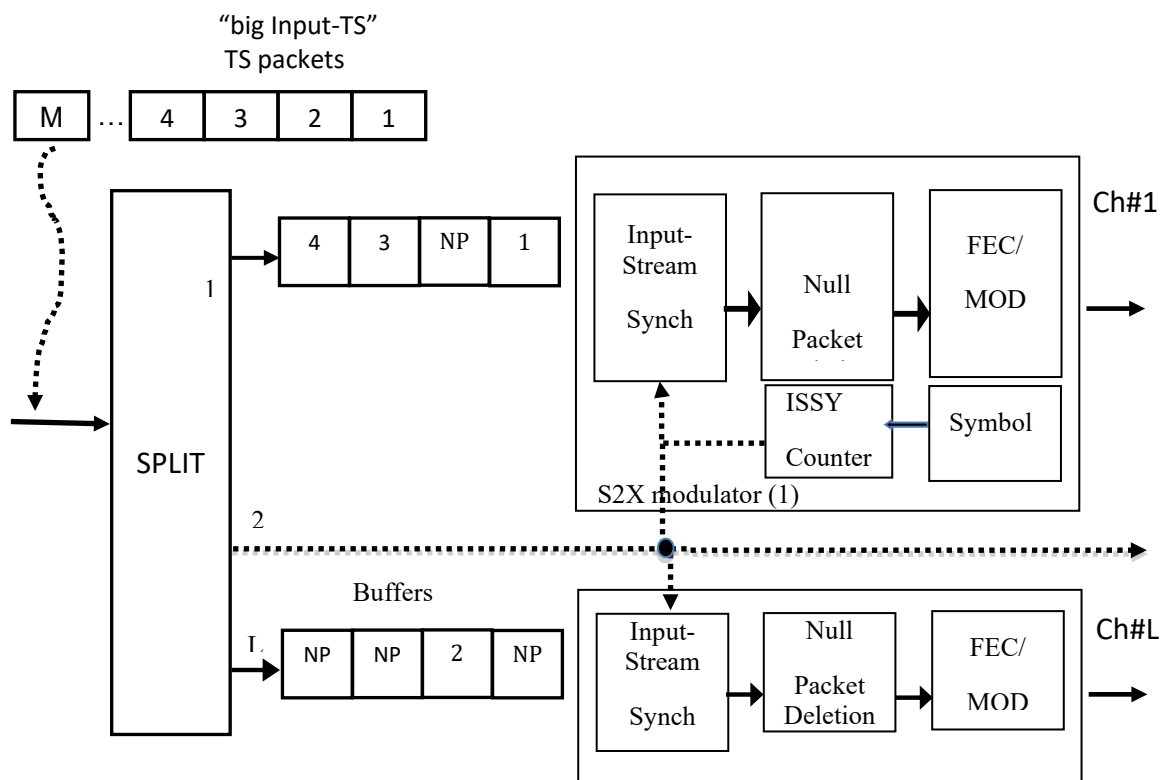 “big Input-TS”
TS packets
M ... 4 3 2 1
SPLIT
1
4 3 NP 1
Input-
Stream
Synch
Null
Packet
FEC/
MOD
Ch#1
ISSY
Counter
Symbol
S2X modulator (1)
2
Buffers
NP NP 2 NP
Input-
Stream
Synch
Null
Packet
Deletion
FEC/
MOD
Ch#L